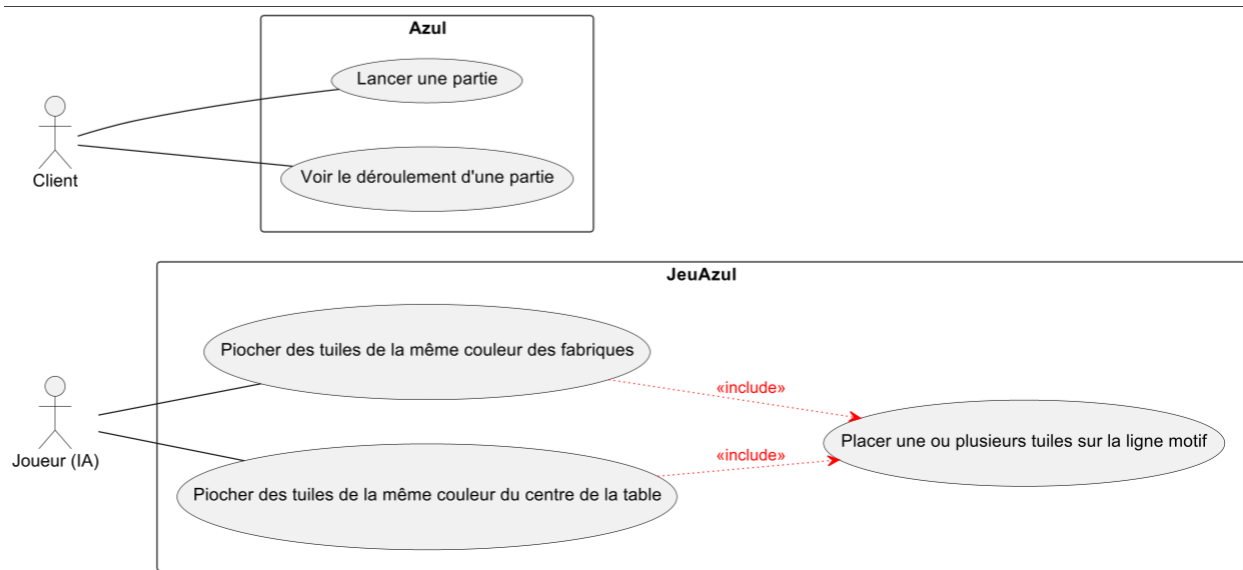 Azul
Lancer une partie
Voir le déroulement d'une partie
Client
JeuAzul
Piocher des tuiles de la même couleur des fabriques
«include»
Placer une ou plusieurs tuiles sur la ligne motif
«include»
Joueur (IA)
Piocher des tuiles de la même couleur du centre de la table